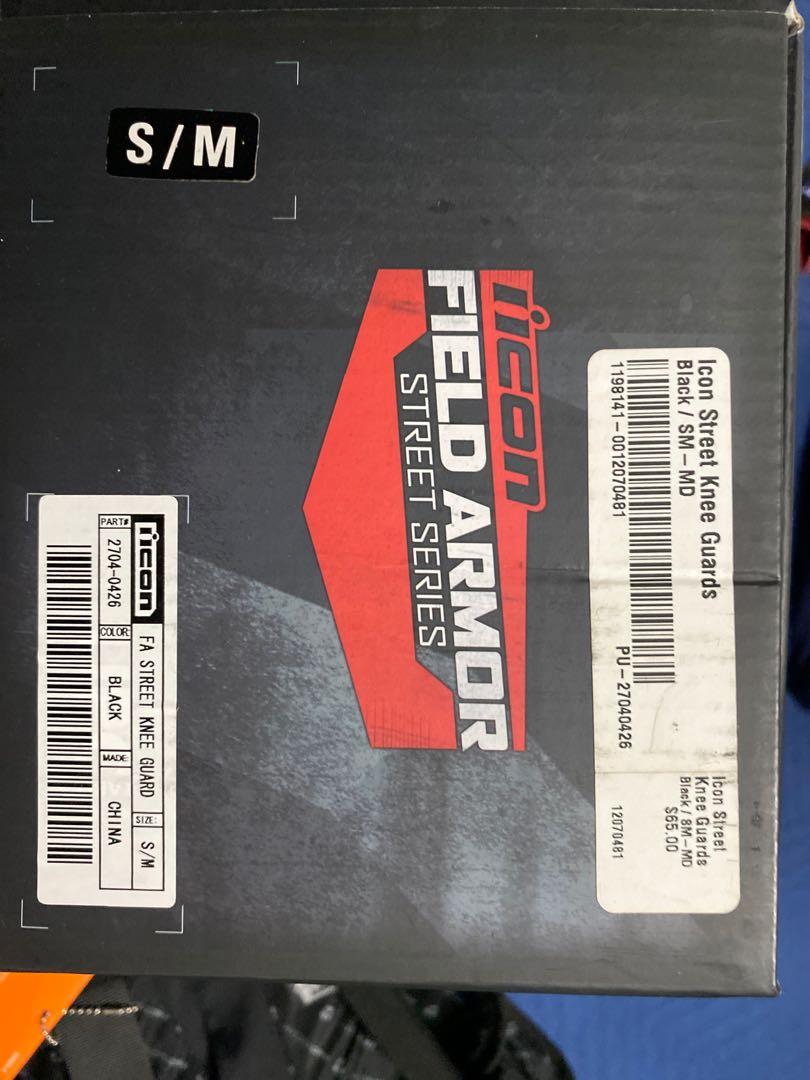 S/M
ICON
FIELD ARMOR
STREET SERIES
Icon Street Knee Guards
Black / SM-MD
1198141-0012070481
PU-27040426
Icon Street
Knee Guards
Black / SM-MD
$65.00
12070481
ICON FA STREET KNEE GUARD SIZE: S/M
PART# 2704-0426 COLOR: BLACK MADE: CHINA